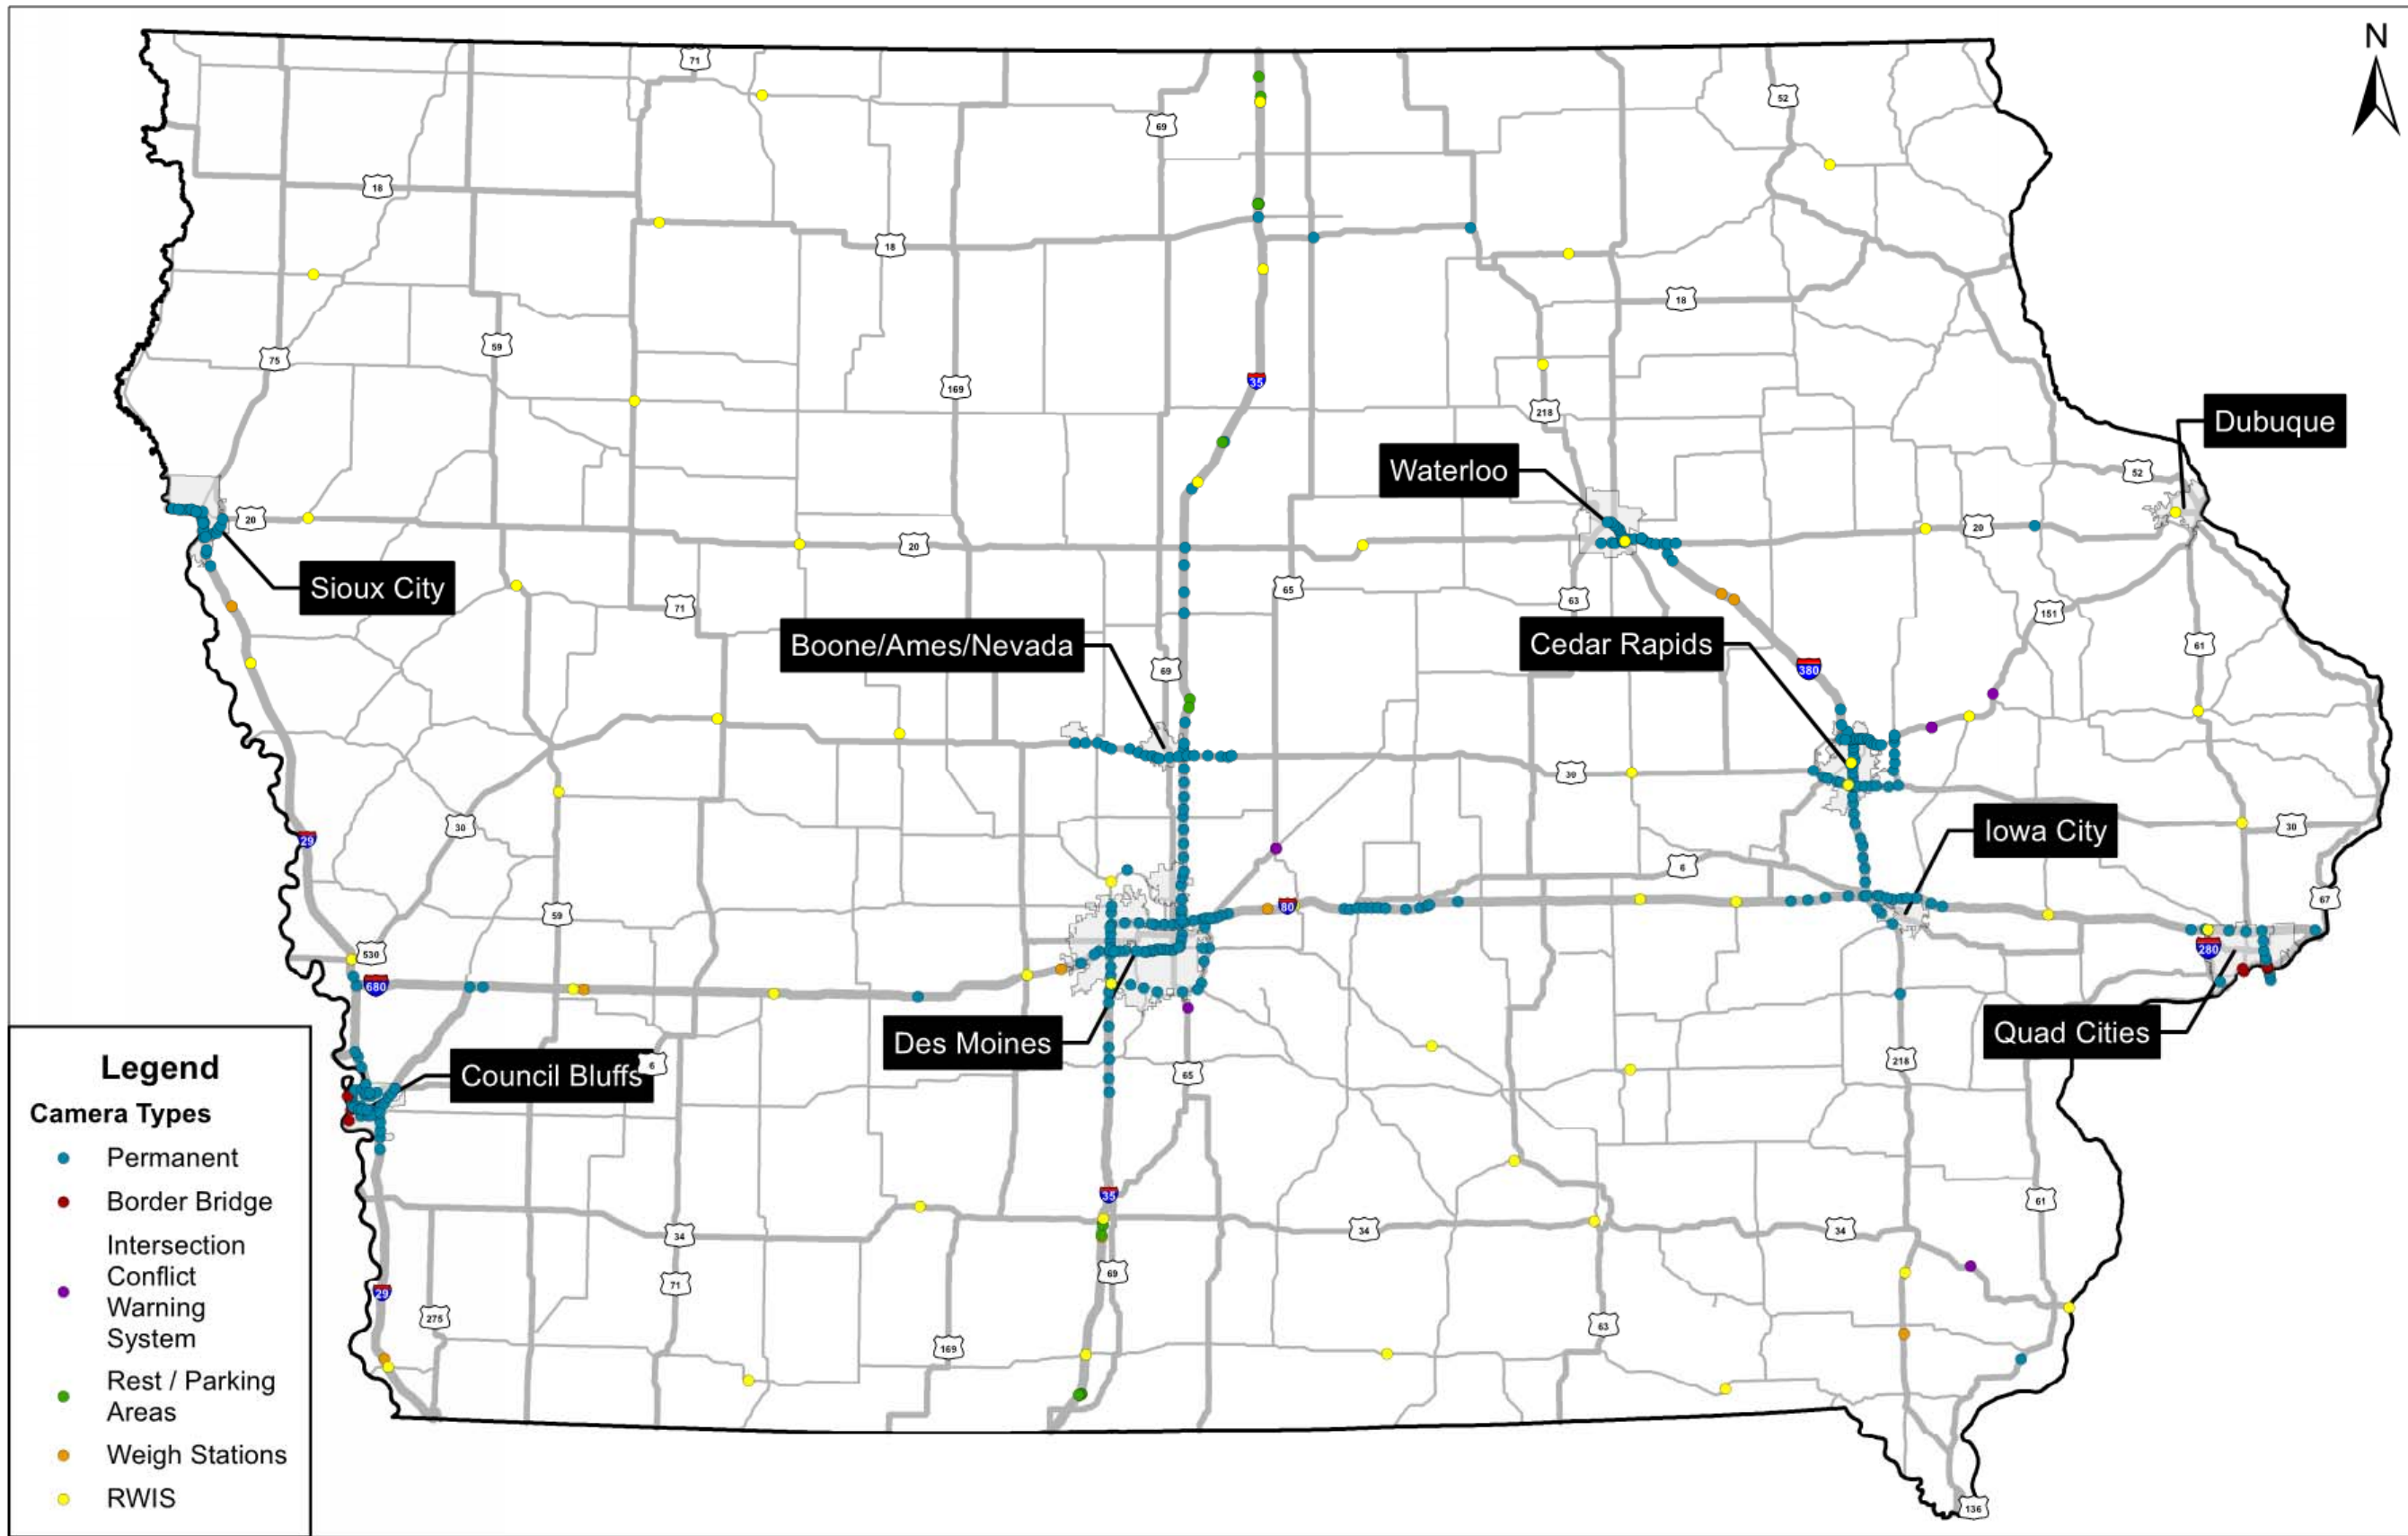 N
71
52
69
18
18
18
75
59
169
35
218
Dubuque
Waterloo
52
20
20
20
Sioux City
71
65
63
151
Boone/Ames/Nevada
69
Cedar Rapids
380
61
30
30
30
Iowa City
29
6
59
80
67
530
280
680
Des Moines
Quad Cities
Council Bluffs
6
65
218
35
61
34
34
34
69
71
29
275
169
63
136
Legend
Camera Types
Permanent
Border Bridge
Intersection
Conflict
Warning
System
Rest / Parking
Areas
Weigh Stations
RWIS